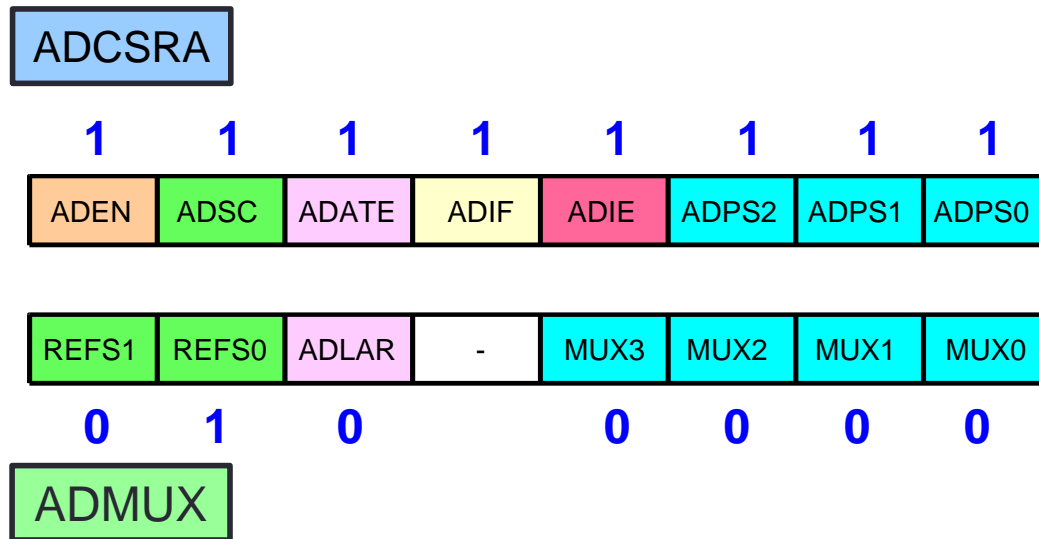 ADCSRA
1 1 1 1 1 1 1 1
ADEN ADSC ADATE ADIF ADIE ADPS2 ADPS1 ADPS0
REFS1 REFS0 ADLAR - MUX3 MUX2 MUX1 MUX0
0 1 0 0 0 0 0
ADMUX